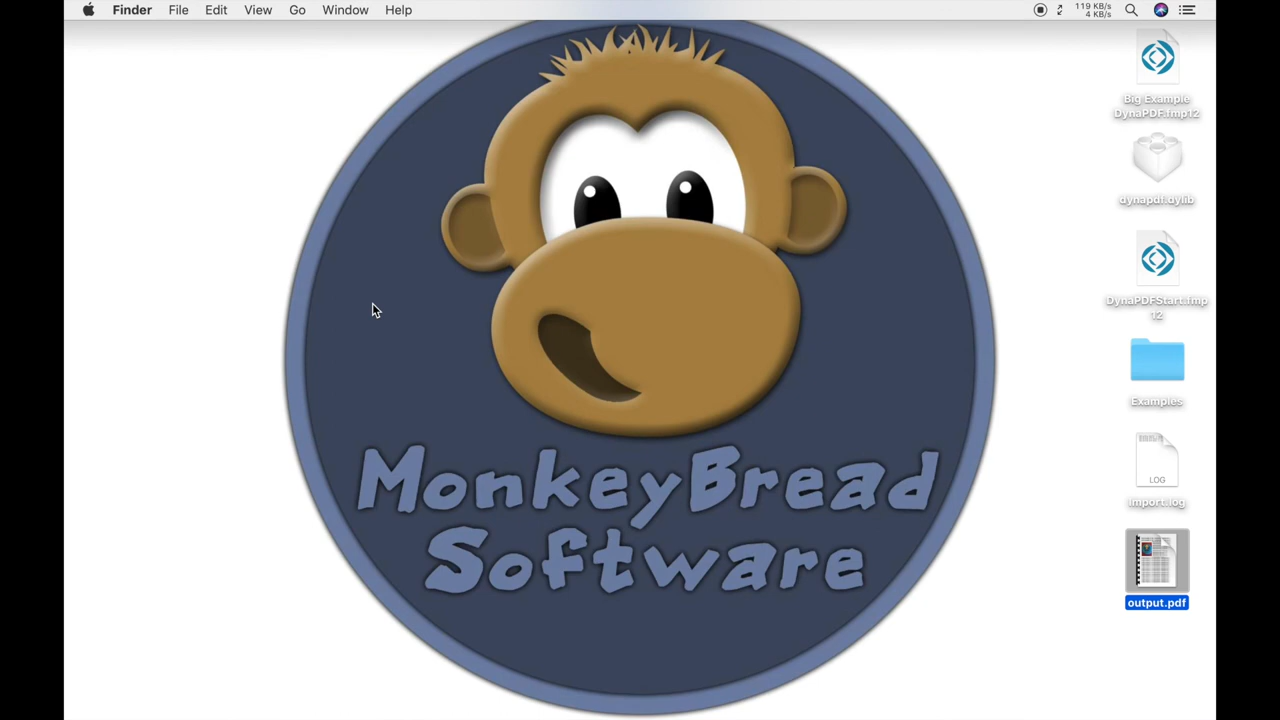 Finder File Edit View Go Window Help
119 KB/s
4 KB/s
Big Example
DynaPDF.fmp12
dynapdf.dylib
DynaPDFStart.fmp
12
Examples
LOG
import.log
output.pdf
MonkeyBread
Software